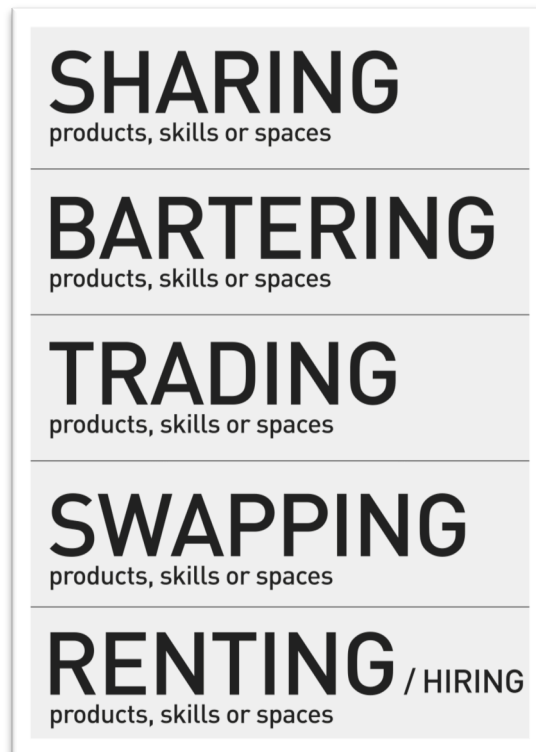 SHARING
products, skills or spaces
BARTERING
products, skills or spaces
TRADING
products, skills or spaces
SWAPPING
products, skills or spaces
RENTING / HIRING
products, skills or spaces